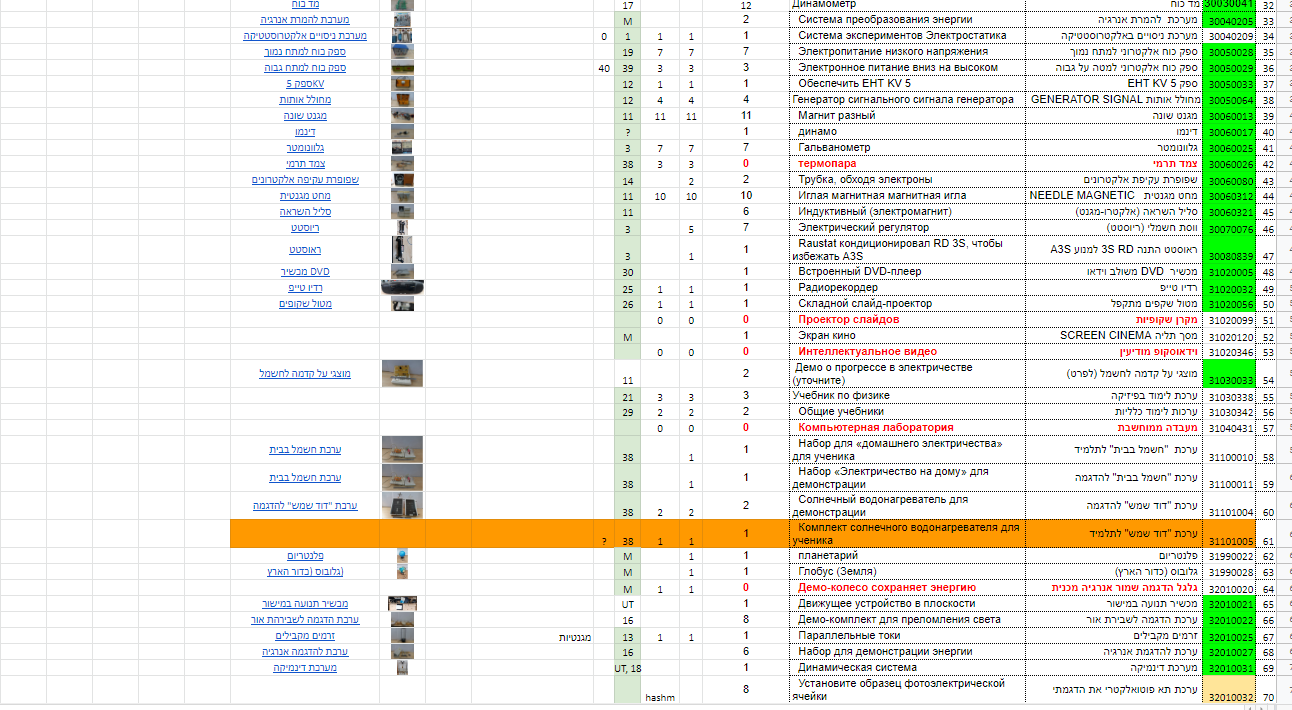 32 30030041 מד כוח Динамометр 12 17 מד כוח
33 30040205 מערכת להמרת אנרגיה Система преобразования энергии 2 M מערכת להמרת אנרגיה
34 30040209 מערכת ניסויים באלקטרוסטטיקה Система экспериментов Электростатика 1 1 1 1 0 מערכת ניסויים אלקטרוסטטיקה
35 30050028 ספק כוח אלקטרוני למתח נמוך Электропитание низкого напряжения 7 7 7 19 ספק כוח למתח נמוך
36 30050029 ספק כוח אלקטרוני למטה על גבוה Электронное питание вниз на высоком 3 3 3 39 40 ספק כוח למתח גבוה
37 30050033 ספק EHT KV 5 Обеспечить EHT KV 5 1 1 1 12 ספק 5KV
38 30050064 מחולל אותות GENERATOR SIGNAL Генератор сигнального сигнала генератора 4 4 4 12 מחולל אותות
39 30060013 מגנט שונה Магнит разный 11 11 11 11 מגנט שונה
40 30060017 דינמו динамо 1 ? דינמו
41 30060025 גלוונומטר Гальванометр 7 7 7 3 גלוונומטר
42 30060026 צמד תרמי термопара 0 3 3 38 צמד תרמי
43 30060080 שפופרת עקיפת אלקטרונים Трубка, обходя электроны 2 2 14 שפופרת עקיפה אלקטרונים
44 30060312 מחט מגנטית NEEDLE MAGNETIC Иглая магнитная магнитная игла 10 10 10 11 מחט מגנטית
45 30060321 סליל השראה (אלקטרו-מגנט) Индуктивный (електромагнит) 6 11 סליל השראה
46 30070076 ווסת חשמלי (ריוסט) Электрический регулятор 7 5 3 ריוסט
47 30080839 ראוסטט התנה 3S RD למנוע A3S Raustat кондиционировал RD 3S, чтобы
избежать A3S 1 1 3 ראוסטט
48 31020005 מכשיר DVD משולב וידאו Встроенный DVD-плеер 1 30 מכשיר DVD
49 31020032 רדיו טייפ Радиорекордер 1 1 1 25 רדיו טייפ
50 31020056 מטול שקפים מתקפל Складной слайд-проектор 1 1 1 26 מטול שקופים
51 31020099 מקרן שקופיות Проектор слайдов 0 0 0
52 31020120 מסך תליה SCREEN CINEMA Экран кино 1 M
53 31020346 וידאוסקופ מודיעין Интеллектуальное видео 0 0 0
54 31030033 מוצגי על קדמה לחשמל (לפרט) Демо о прогрессе в электричестве
(уточните) 2 11 מוצגי על קדמה לחשמל
55 31030338 ערכת לימוד בפיזיקה Учебник по физике 3 3 3 21
56 31030342 ערכות לימוד כלליות Общие учебники 2 2 2 29
57 31040431 מעבדה ממוחשבת Компьютерная лаборатория 0 0 0
58 31100010 ערכת "חשמל בבית" לתלמיד Набор для «домашнего електричества»
для ученика 1 1 38 ערכת חשמל בבית
59 31100011 ערכת "חשמל בבית" להדגמה Набор «Электричество на дому» для
демонстрации 1 1 38 ערכת חשמל בבית
60 31101004 ערכת "דוד שמש" להדגמה Солнечный водонагреватель для
демонстрации 2 2 2 38 ערכת "דוד שמש" להדגמה
61 31101005 ערכת "דוד שמש" לתלמיד Комплект солнечного водонагревателя для
ученика 1 1 1 38 ?
62 31990022 פלנטריום планетарий 1 1 M פלנטריום
63 31990028 גלובוס (כדור הארץ) Глобус (Земля) 1 1 M גלובוס (כדור הארץ)
64 32010020 גלגל הדגמה שמור אנרגיה מכנית Демо-колесо сохраняет энергию 0 1 1 M
65 32010021 מכשיר תנועה במישור Движущее устройство в плоскости 1 UT מכשיר תנועה במישור
66 32010022 ערכת הדגמה לשבירת אור Демо-комплект для преломления света 8 16 ערכת הדגמה לשבירהת אור
67 32010025 זרמים מקבילים Параллельные токи 1 1 1 13 מגנטיות זרמים מקבילים
68 32010027 ערכת להדגמת אנרגיה Набор для демонстрации энергии 6 16 ערכת להדגמה אנרגיה
69 32010031 מערכת דינמיקה Динамическая система 1 UT, 18 מערכת דינמיקה
70 32010032 ערכת תא פוטואלקטרי את הדגמתי Установите образец фотоэлектрической
ячейки 8 hashm